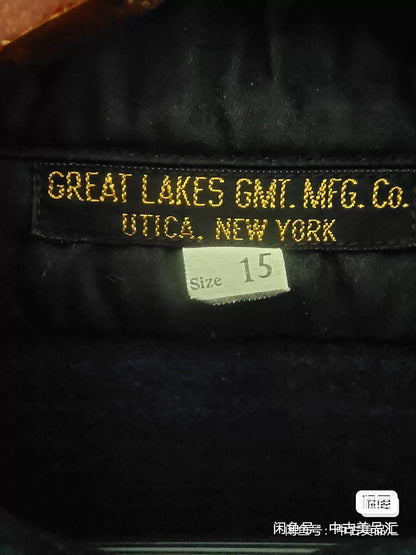 GREAT LAKES GMT. MFG. Co.
UTICA, NEW YORK
Size 15
闲鱼号：中古美品汇